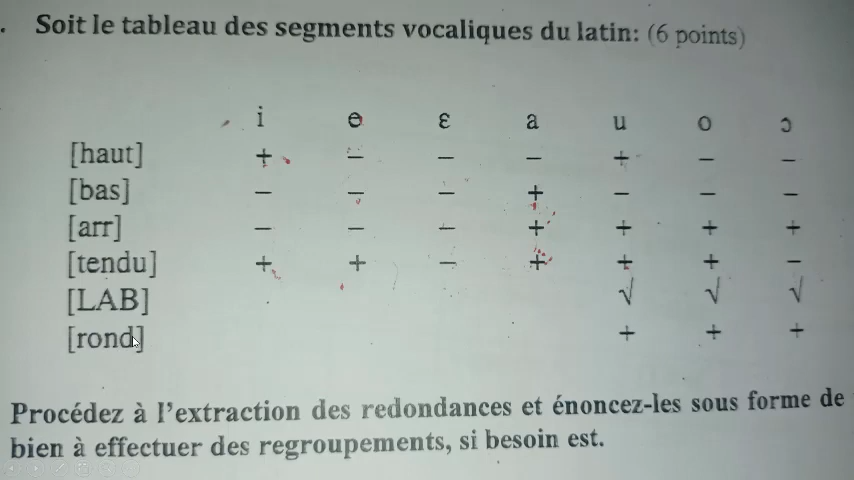 . Soit le tableau des segments vocaliques du latin: (6 points)
i e ɛ a u o ɔ
[haut] + – – – + – –
[bas] – – – + – – –
[arr] – – – + + + +
[tendu] + + – + + + –
[LAB] √ √ √
[rond] + + +
Procédez à l'extraction des redondances et énoncez-les sous forme de
bien à effectuer des regroupements, si besoin est.